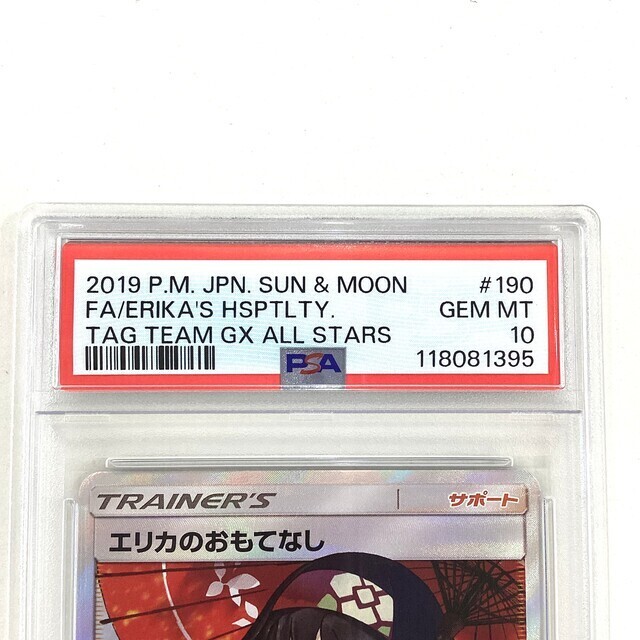 2019 P.M. JPN. SUN & MOON #190
FA/ERIKA'S HSPTLTY. GEM MT
TAG TEAM GX ALL STARS 10
PSA 118081395
TRAINER'S サポート
エリカのおもてなし